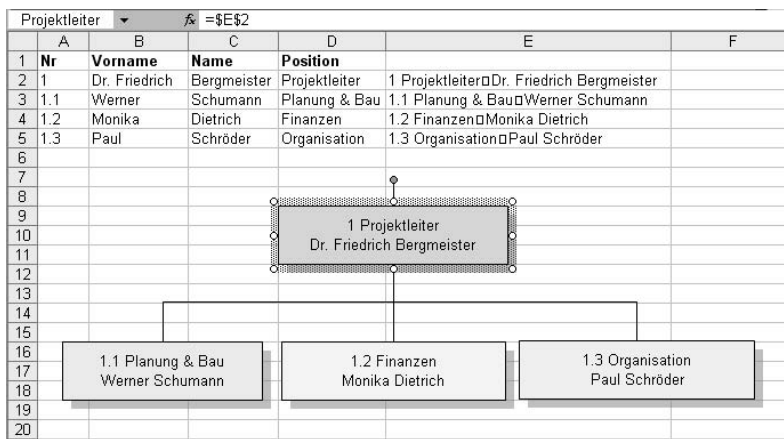 Projektleiter fx =$E$2
A B C D E F
1 Nr Vorname Name Position
2 1 Dr. Friedrich Bergmeister Projektleiter 1 Projektleiter▯Dr. Friedrich Bergmeister
3 1.1 Werner Schumann Planung & Bau 1.1 Planung & Bau▯Werner Schumann
4 1.2 Monika Dietrich Finanzen 1.2 Finanzen▯Monika Dietrich
5 1.3 Paul Schröder Organisation 1.3 Organisation▯Paul Schröder
6
7
8
9
10
11
12
13
14
15
16
17
18
19
20
1 Projektleiter
Dr. Friedrich Bergmeister
1.1 Planung & Bau
Werner Schumann
1.2 Finanzen
Monika Dietrich
1.3 Organisation
Paul Schröder